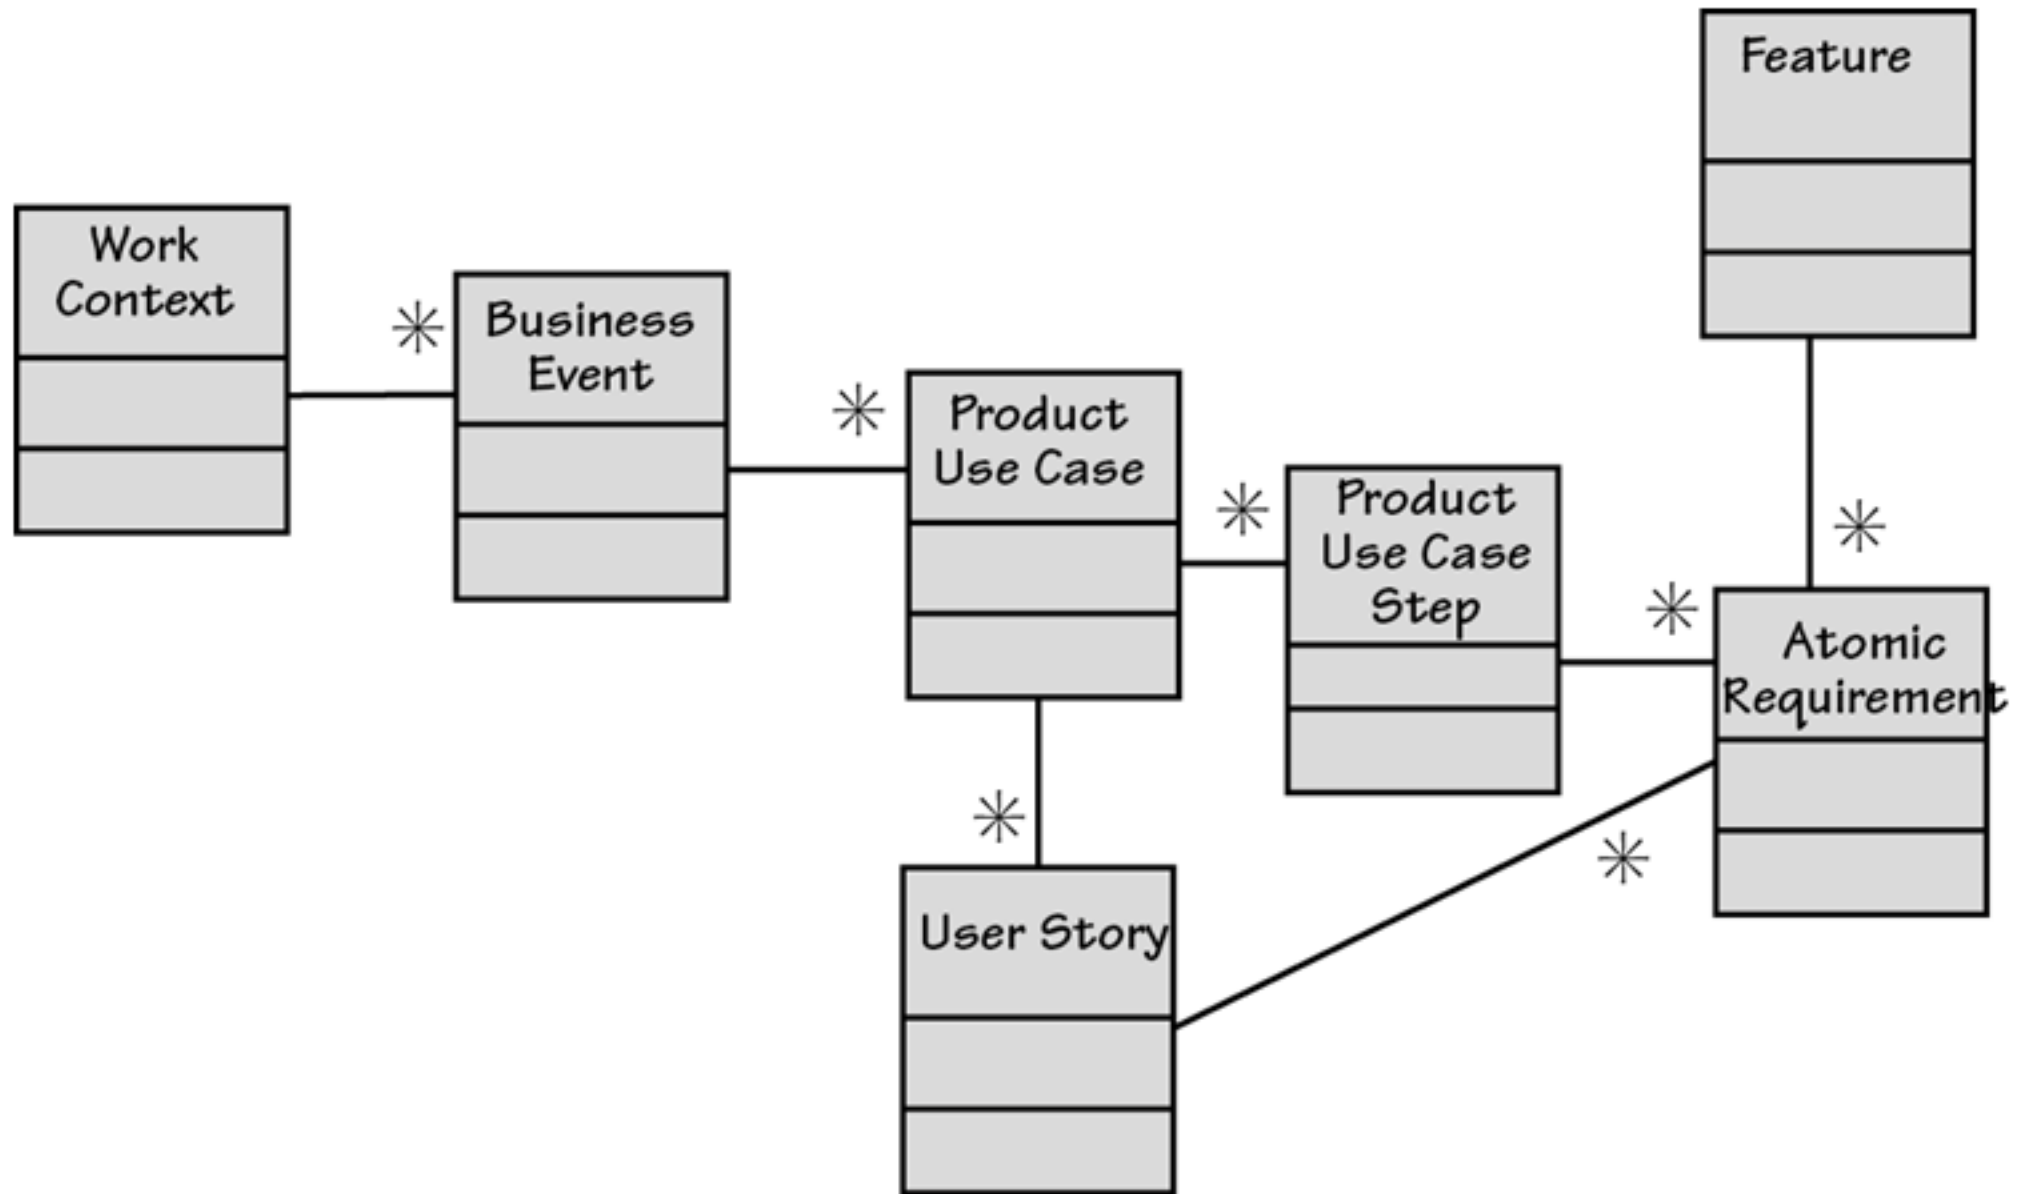 Feature
Work
Context
*
Business
Event
*
Product
Use Case
*
Product
Use Case
Step
*
*
Atomic
Requirement
*
User Story
*